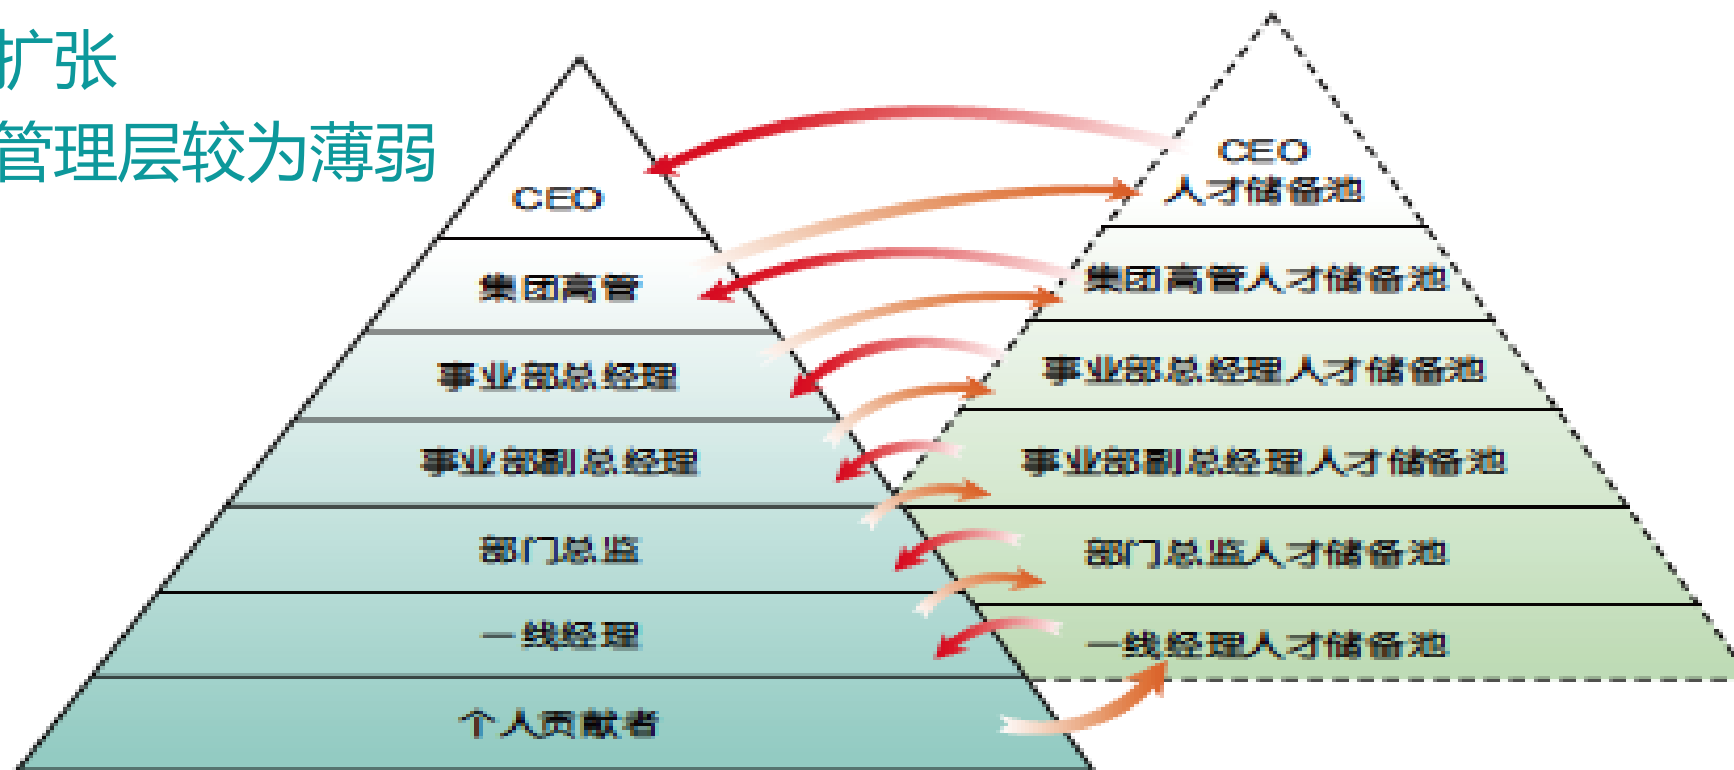 扩张
管理层较为薄弱
CEO
集团高管
事业部总经理
事业部副总经理
部门总监
一线经理
个人贡献者
CEO
人才储备池
集团高管人才储备池
事业部总经理人才储备池
事业部副总经理人才储备池
部门总监人才储备池
一线经理人才储备池